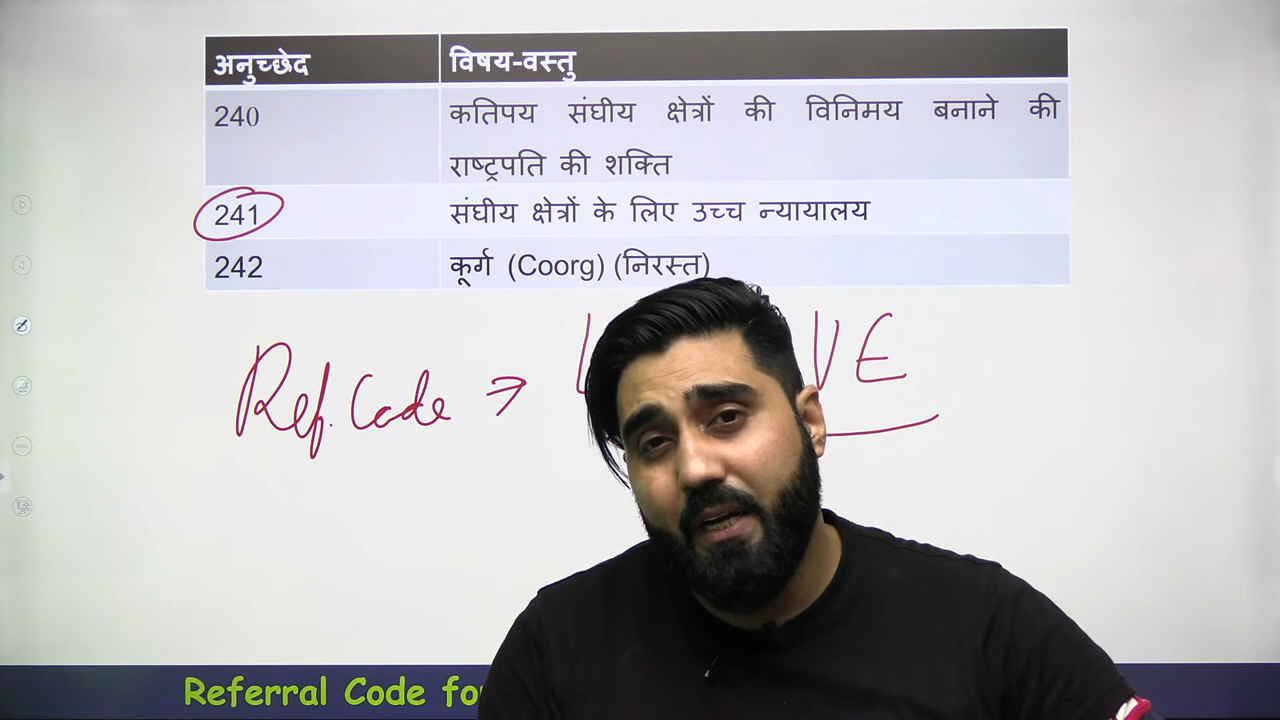 अनुच्छेद विषय-वस्तु
240 कतिपय संघीय क्षेत्रों की विनिमय बनाने की
राष्ट्रपति की शक्ति
241 संघीय क्षेत्रों के लिए उच्च न्यायालय
242 कूर्ग (Coorg) (निरस्त)
Ref. Code → VE
Referral Code